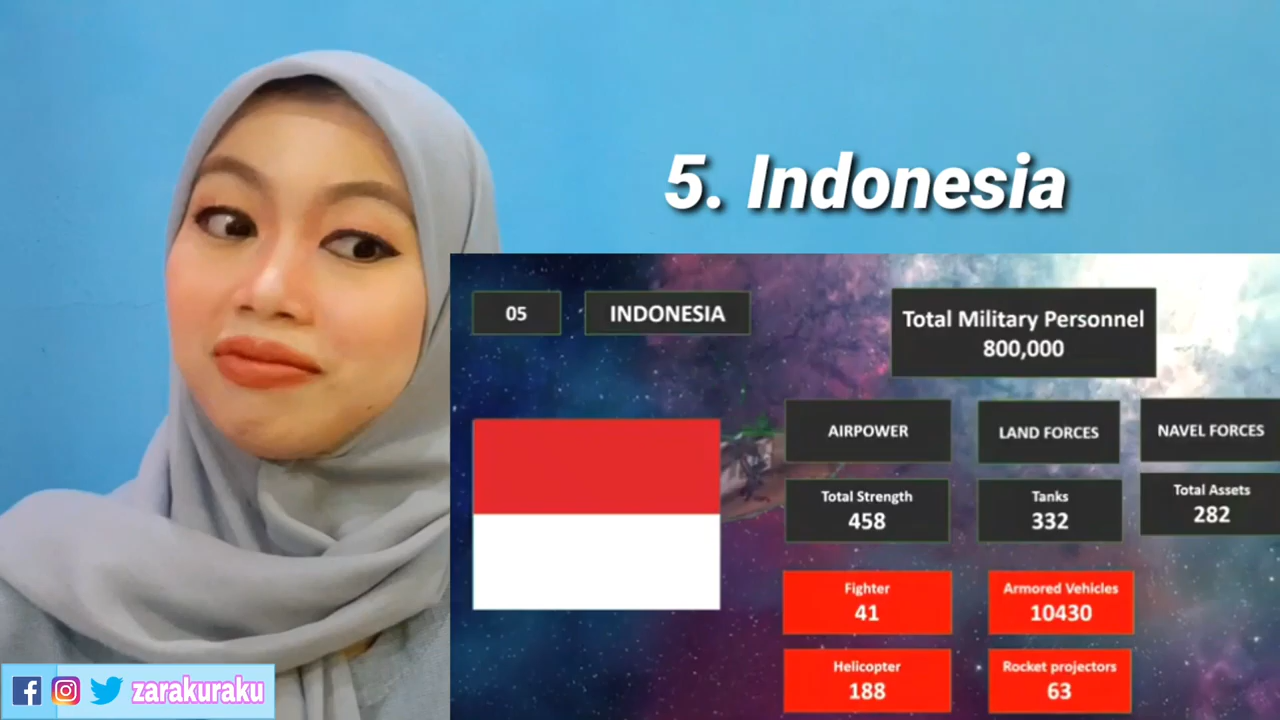 5. Indonesia
05
INDONESIA
Total Military Personnel
800,000
AIRPOWER
LAND FORCES
NAVEL FORCES
Total Strength
458
Tanks
332
Total Assets
282
Fighter
41
Armored Vehicles
10430
Helicopter
188
Rocket projectors
63
zarakuraku